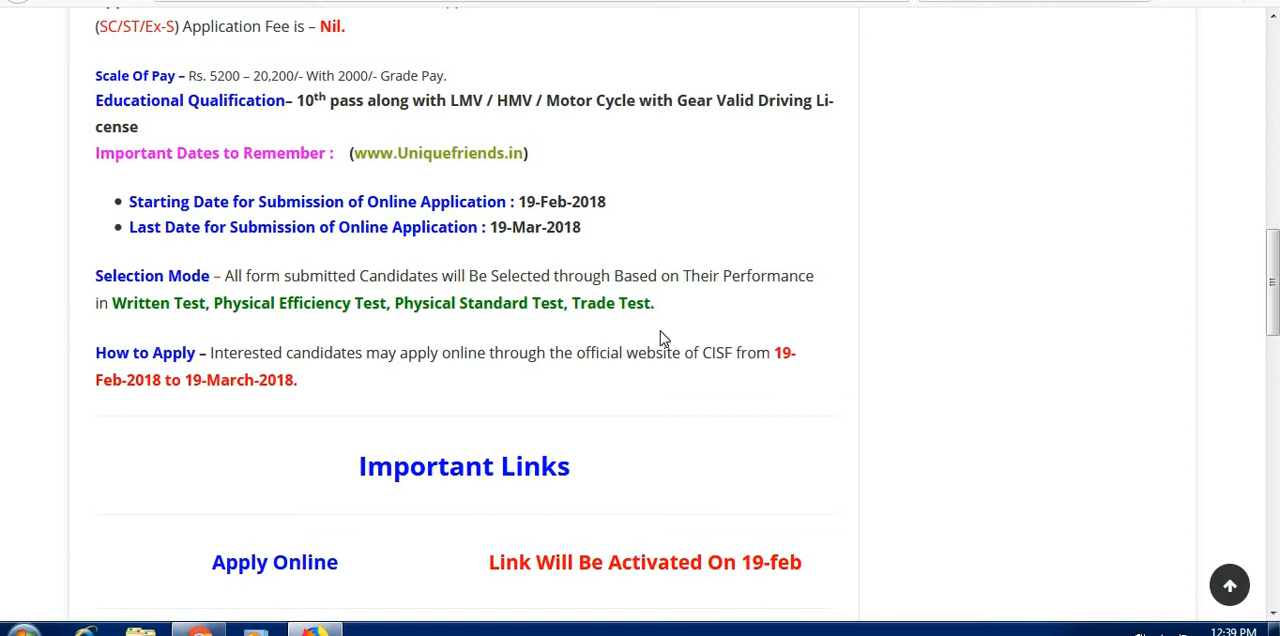 (SC/ST/Ex-S) Application Fee is – Nil.
Scale Of Pay – Rs. 5200 – 20,200/- With 2000/- Grade Pay.
Educational Qualification– 10th pass along with LMV / HMV / Motor Cycle with Gear Valid Driving Li-
cense
Important Dates to Remember : (www.Uniquefriends.in)
• Starting Date for Submission of Online Application : 19-Feb-2018
• Last Date for Submission of Online Application : 19-Mar-2018
Selection Mode – All form submitted Candidates will Be Selected through Based on Their Performance
in Written Test, Physical Efficiency Test, Physical Standard Test, Trade Test.
How to Apply – Interested candidates may apply online through the official website of CISF from 19-
Feb-2018 to 19-March-2018.
Important Links
Apply Online Link Will Be Activated On 19-feb
12:39 PM